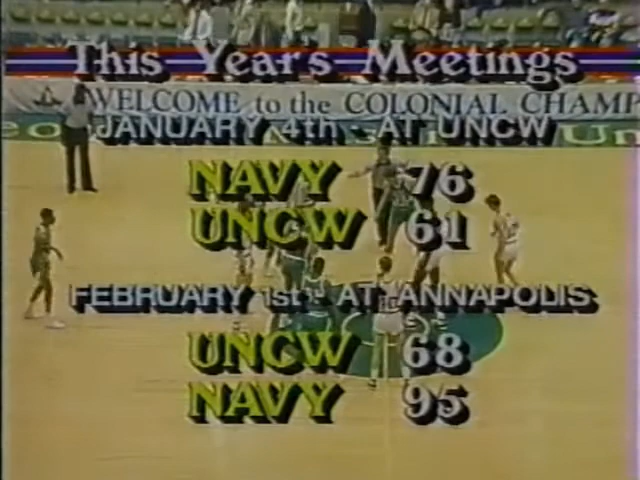 This Year's Meetings
WELCOME to the COLONIAL CHAMP
JANUARY 4th - AT UNCW
NAVY 76
UNCW 61
FEBRUARY 1st - AT ANNAPOLIS
UNCW 68
NAVY 95